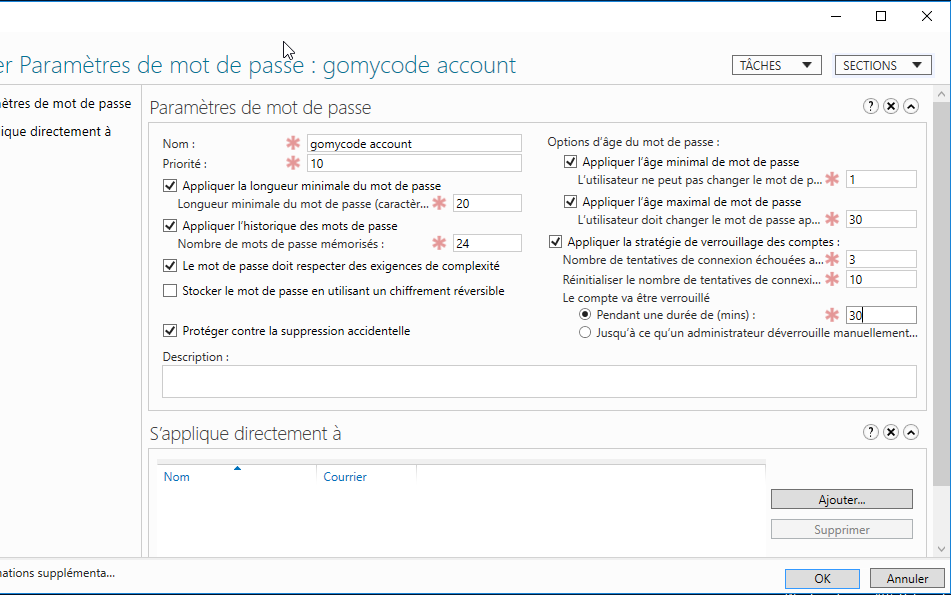 er Paramètres de mot de passe : gomycode account
TÂCHES
SECTIONS
ètres de mot de passe
ique directement à
Paramètres de mot de passe
Nom :
gomycode account
Priorité :
10
Appliquer la longueur minimale du mot de passe
Longueur minimale du mot de passe (caractèr...
20
Appliquer l'historique des mots de passe
Nombre de mots de passe mémorisés :
24
Le mot de passe doit respecter des exigences de complexité
Stocker le mot de passe en utilisant un chiffrement réversible
Protéger contre la suppression accidentelle
Options d'âge du mot de passe :
Appliquer l'âge minimal de mot de passe
L'utilisateur ne peut pas changer le mot de p...
1
Appliquer l'âge maximal de mot de passe
L'utilisateur doit changer le mot de passe ap...
30
Appliquer la stratégie de verrouillage des comptes :
Nombre de tentatives de connexion échouées a...
3
Réinitialiser le nombre de tentatives de connexi...
10
Le compte va être verrouillé
Pendant une durée de (mins) :
30
Jusqu'à ce qu'un administrateur déverrouille manuellement...
Description :
S'applique directement à
Nom
Courrier
Ajouter...
Supprimer
ations supplémenta...
OK
Annuler